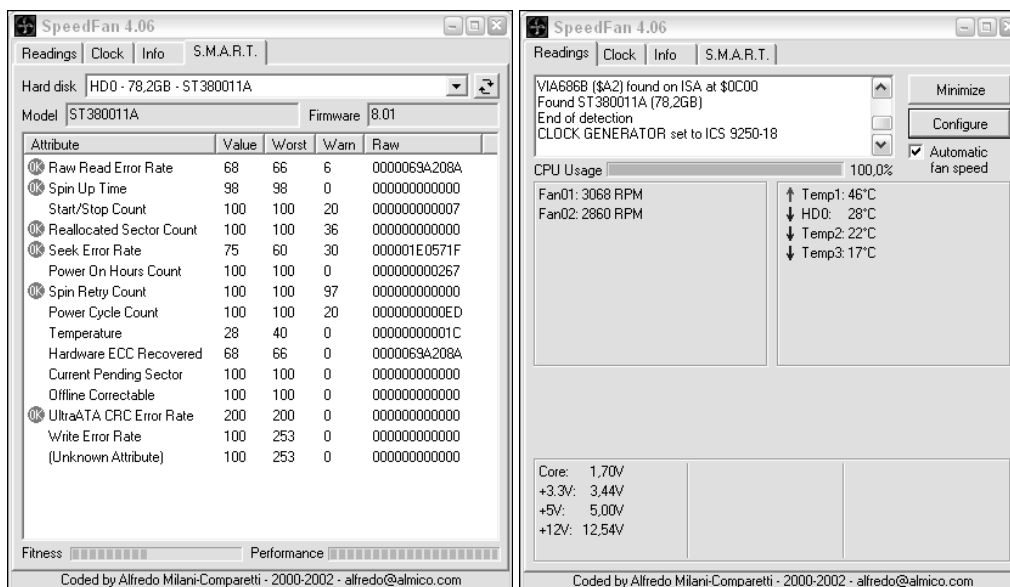 SpeedFan 4.06
Readings Clock Info S.M.A.R.T.
Hard disk HD0 - 78,2GB - ST380011A
Model ST380011A Firmware 8.01
Attribute Value Worst Warn Raw
OK Raw Read Error Rate 68 66 6 0000069A208A
OK Spin Up Time 98 98 0 000000000000
Start/Stop Count 100 100 20 000000000007
OK Reallocated Sector Count 100 100 36 000000000000
OK Seek Error Rate 75 60 30 000001E0571F
Power On Hours Count 100 100 0 000000000267
OK Spin Retry Count 100 100 97 000000000000
Power Cycle Count 100 100 20 0000000000ED
Temperature 28 40 0 00000000001C
Hardware ECC Recovered 68 66 0 0000069A208A
Current Pending Sector 100 100 0 000000000000
Offline Correctable 100 100 0 000000000000
OK UltraATA CRC Error Rate 200 200 0 000000000000
Write Error Rate 100 253 0 000000000000
(Unknown Attribute) 100 253 0 000000000000
Fitness Performance
Coded by Alfredo Milani-Comparetti - 2000-2002 - alfredo@almico.com
SpeedFan 4.06
Readings Clock Info S.M.A.R.T.
VIA686B ($A2) found on ISA at $0C00
Found ST380011A (78,2GB)
End of detection
CLOCK GENERATOR set to ICS 9250-18
Minimize
Configure
Automatic
fan speed
CPU Usage 100,0%
Fan01: 3068 RPM
Fan02: 2860 RPM
Temp1: 46°C
HD0: 28°C
Temp2: 22°C
Temp3: 17°C
Core: 1,70V
+3.3V: 3,44V
+5V: 5,00V
+12V: 12,54V
Coded by Alfredo Milani-Comparetti - 2000-2002 - alfredo@almico.com